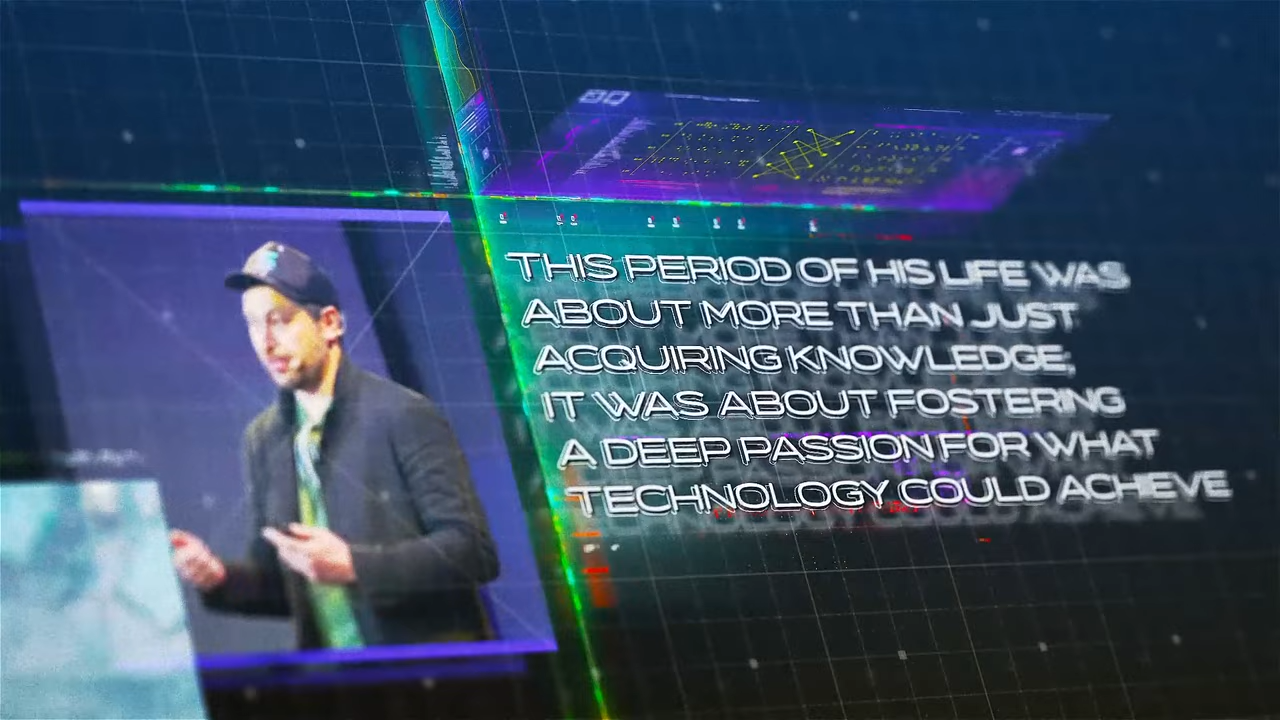 THIS PERIOD OF HIS LIFE WAS
ABOUT MORE THAN JUST
ACQUIRING KNOWLEDGE;
IT WAS ABOUT FOSTERING
A DEEP PASSION FOR WHAT
TECHNOLOGY COULD ACHIEVE